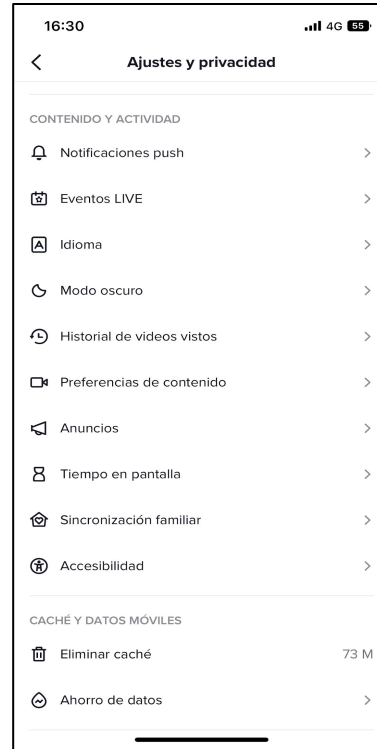 16:30 4G 55
Ajustes y privacidad
CONTENIDO Y ACTIVIDAD
Notificaciones push
Eventos LIVE
Idioma
Modo oscuro
Historial de videos vistos
Preferencias de contenido
Anuncios
Tiempo en pantalla
Sincronización familiar
Accesibilidad
CACHÉ Y DATOS MÓVILES
Eliminar caché 73 M
Ahorro de datos